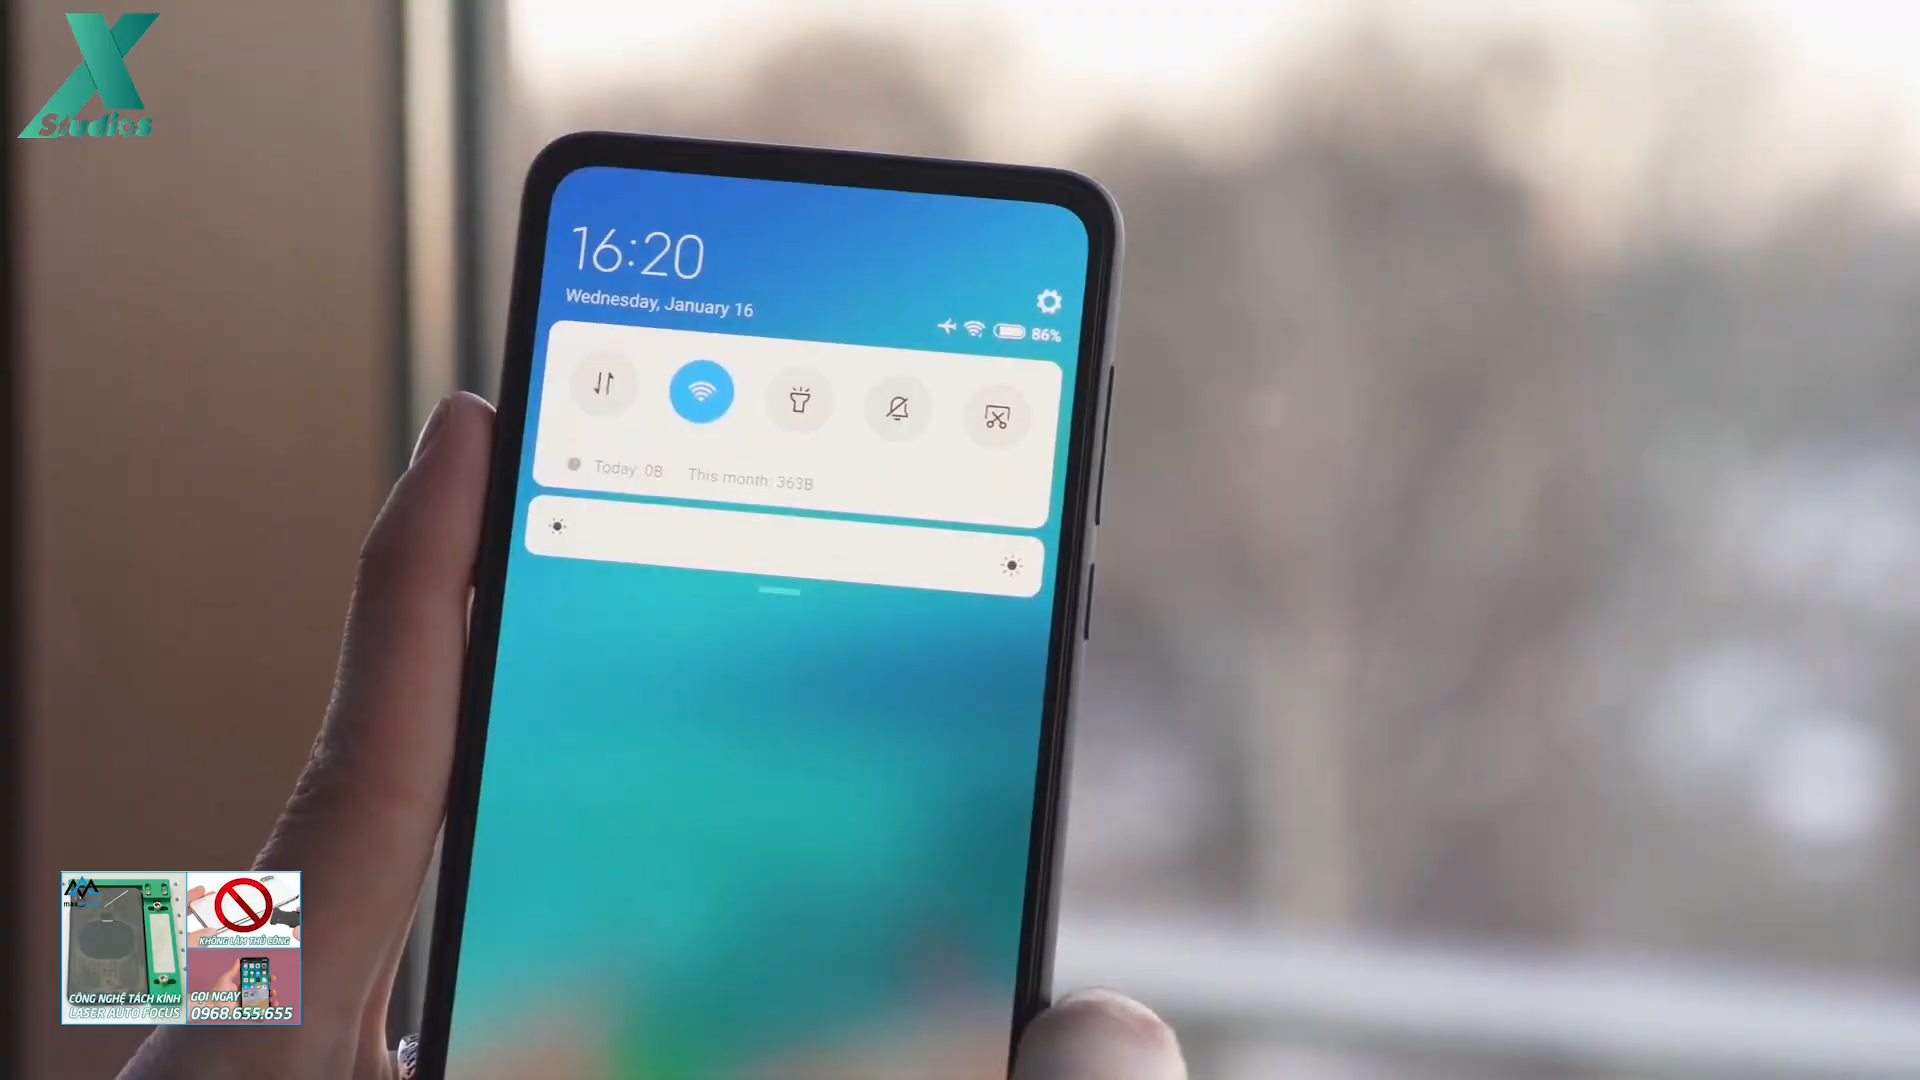 X
Studios
16:20
Wednesday, January 16
86%
Today: 0B This month: 363B
KHÔNG LÀM THỦ CÔNG
CÔNG NGHỆ TÁCH KÍNH
LASER AUTO FOCUS
GỌI NGAY
0968.655.655